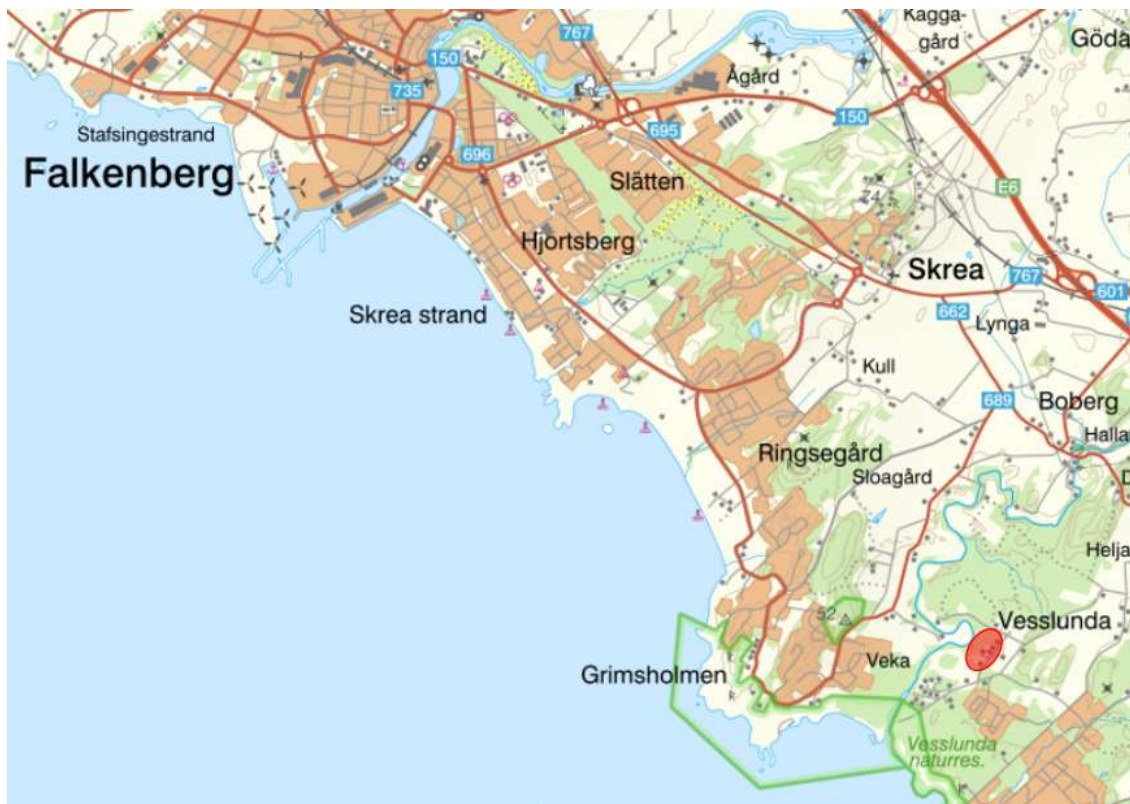 767
Kagga-
gård
Göda
150
735
Ågård
Stafsingestrand
695
150
Falkenberg
696
Slätten
E6
74
Hjortsberg
Skrea
767
601
Skrea strand
662
Lynga
Kull
689
Boberg
Halla
Ringsegård
Sloagård
D
Helja
52
Vesslunda
Veka
Grimsholmen
Vesslunda
naturres.